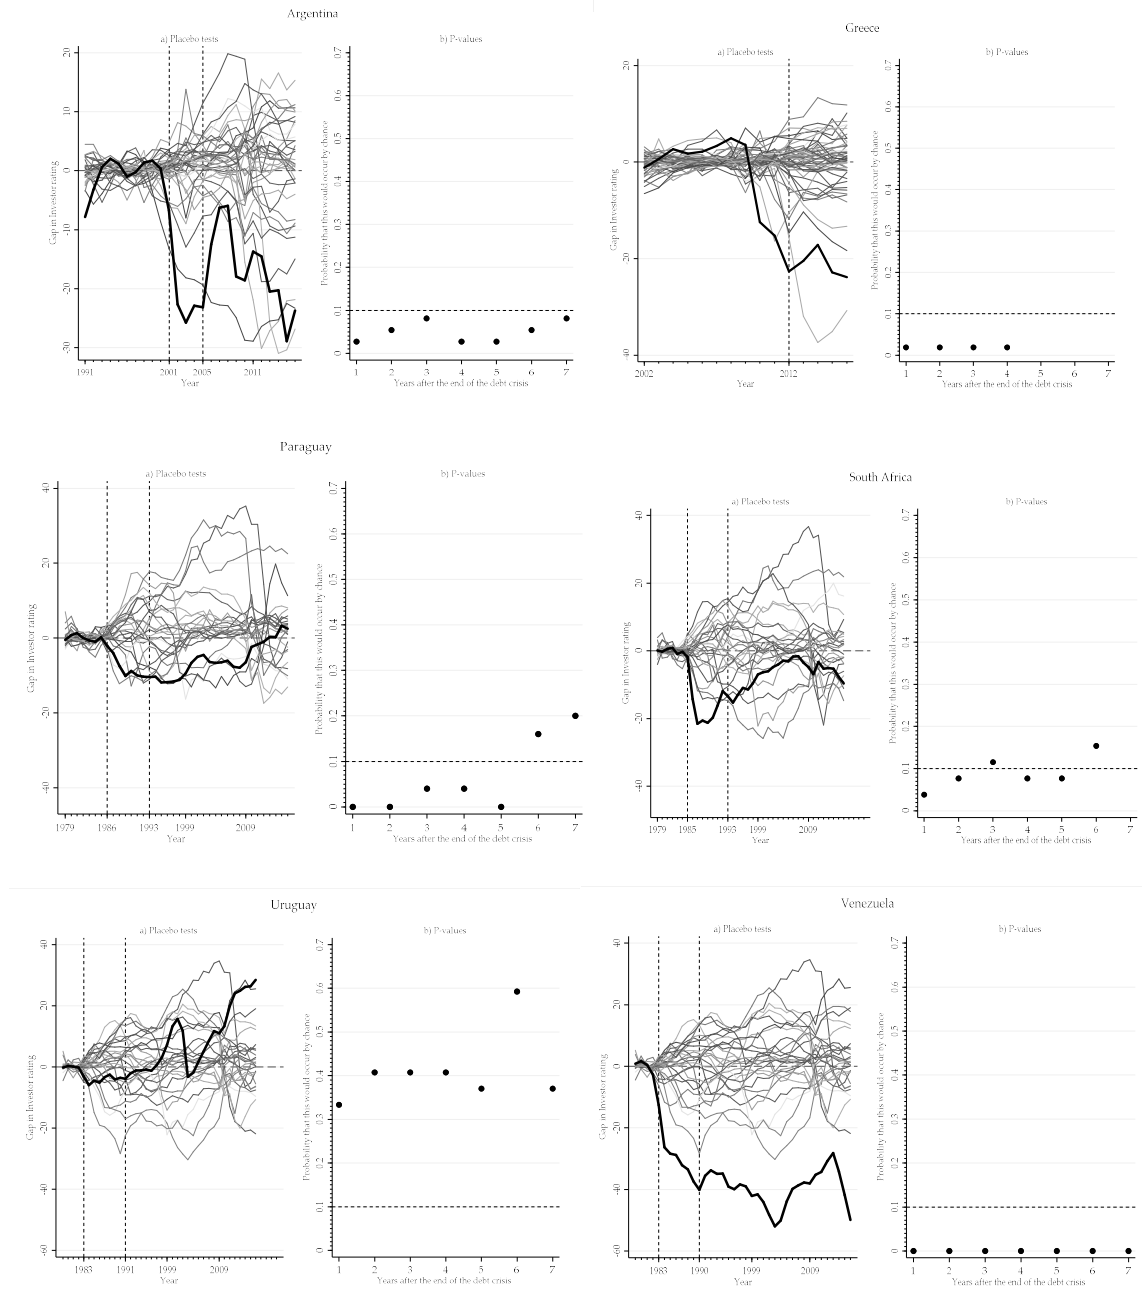 Argentina
a) Placebo tests
Gap in Investor rating
20
10
0
-10
-20
-30
1991
2001
2005
2011
Year
b) P-values
Probability that this would occur by chance
0.7
0.6
0.5
0.4
0.3
0.2
0.1
0
1 2 3 4 5 6 7
Years after the end of the debt crisis
Greece
a) Placebo tests
Gap in Investor rating
20
0
-20
-40
2002
2012
Year
b) P-values
Probability that this would occur by chance
0.7
0.6
0.5
0.4
0.3
0.2
0.1
0
1 2 3 4 5 6 7
Years after the end of the debt crisis
Paraguay
a) Placebo tests
Gap in Investor rating
40
20
0
-20
-40
1979 1986 1993 1999 2009
Year
b) P-values
Probability that this would occur by chance
0.7
0.6
0.5
0.4
0.3
0.2
0.1
0
1 2 3 4 5 6 7
Years after the end of the debt crisis
South Africa
a) Placebo tests
Gap in Investor rating
40
20
0
-20
-40
1979 1985 1993 1999 2009
Year
b) P-values
Probability that this would occur by chance
0.7
0.6
0.5
0.4
0.3
0.2
0.1
0
1 2 3 4 5 6 7
Years after the end of the debt crisis
Uruguay
a) Placebo tests
Gap in Investor rating
40
20
0
-20
-40
-60
1983 1991 1999 2009
Year
b) P-values
Probability that this would occur by chance
0.7
0.6
0.5
0.4
0.3
0.2
0.1
0
1 2 3 4 5 6 7
Years after the end of the debt crisis
Venezuela
a) Placebo tests
Gap in Investor rating
40
20
0
-20
-40
-60
1983 1990 1999 2009
Year
b) P-values
Probability that this would occur by chance
0.7
0.6
0.5
0.4
0.3
0.2
0.1
0
1 2 3 4 5 6 7
Years after the end of the debt crisis